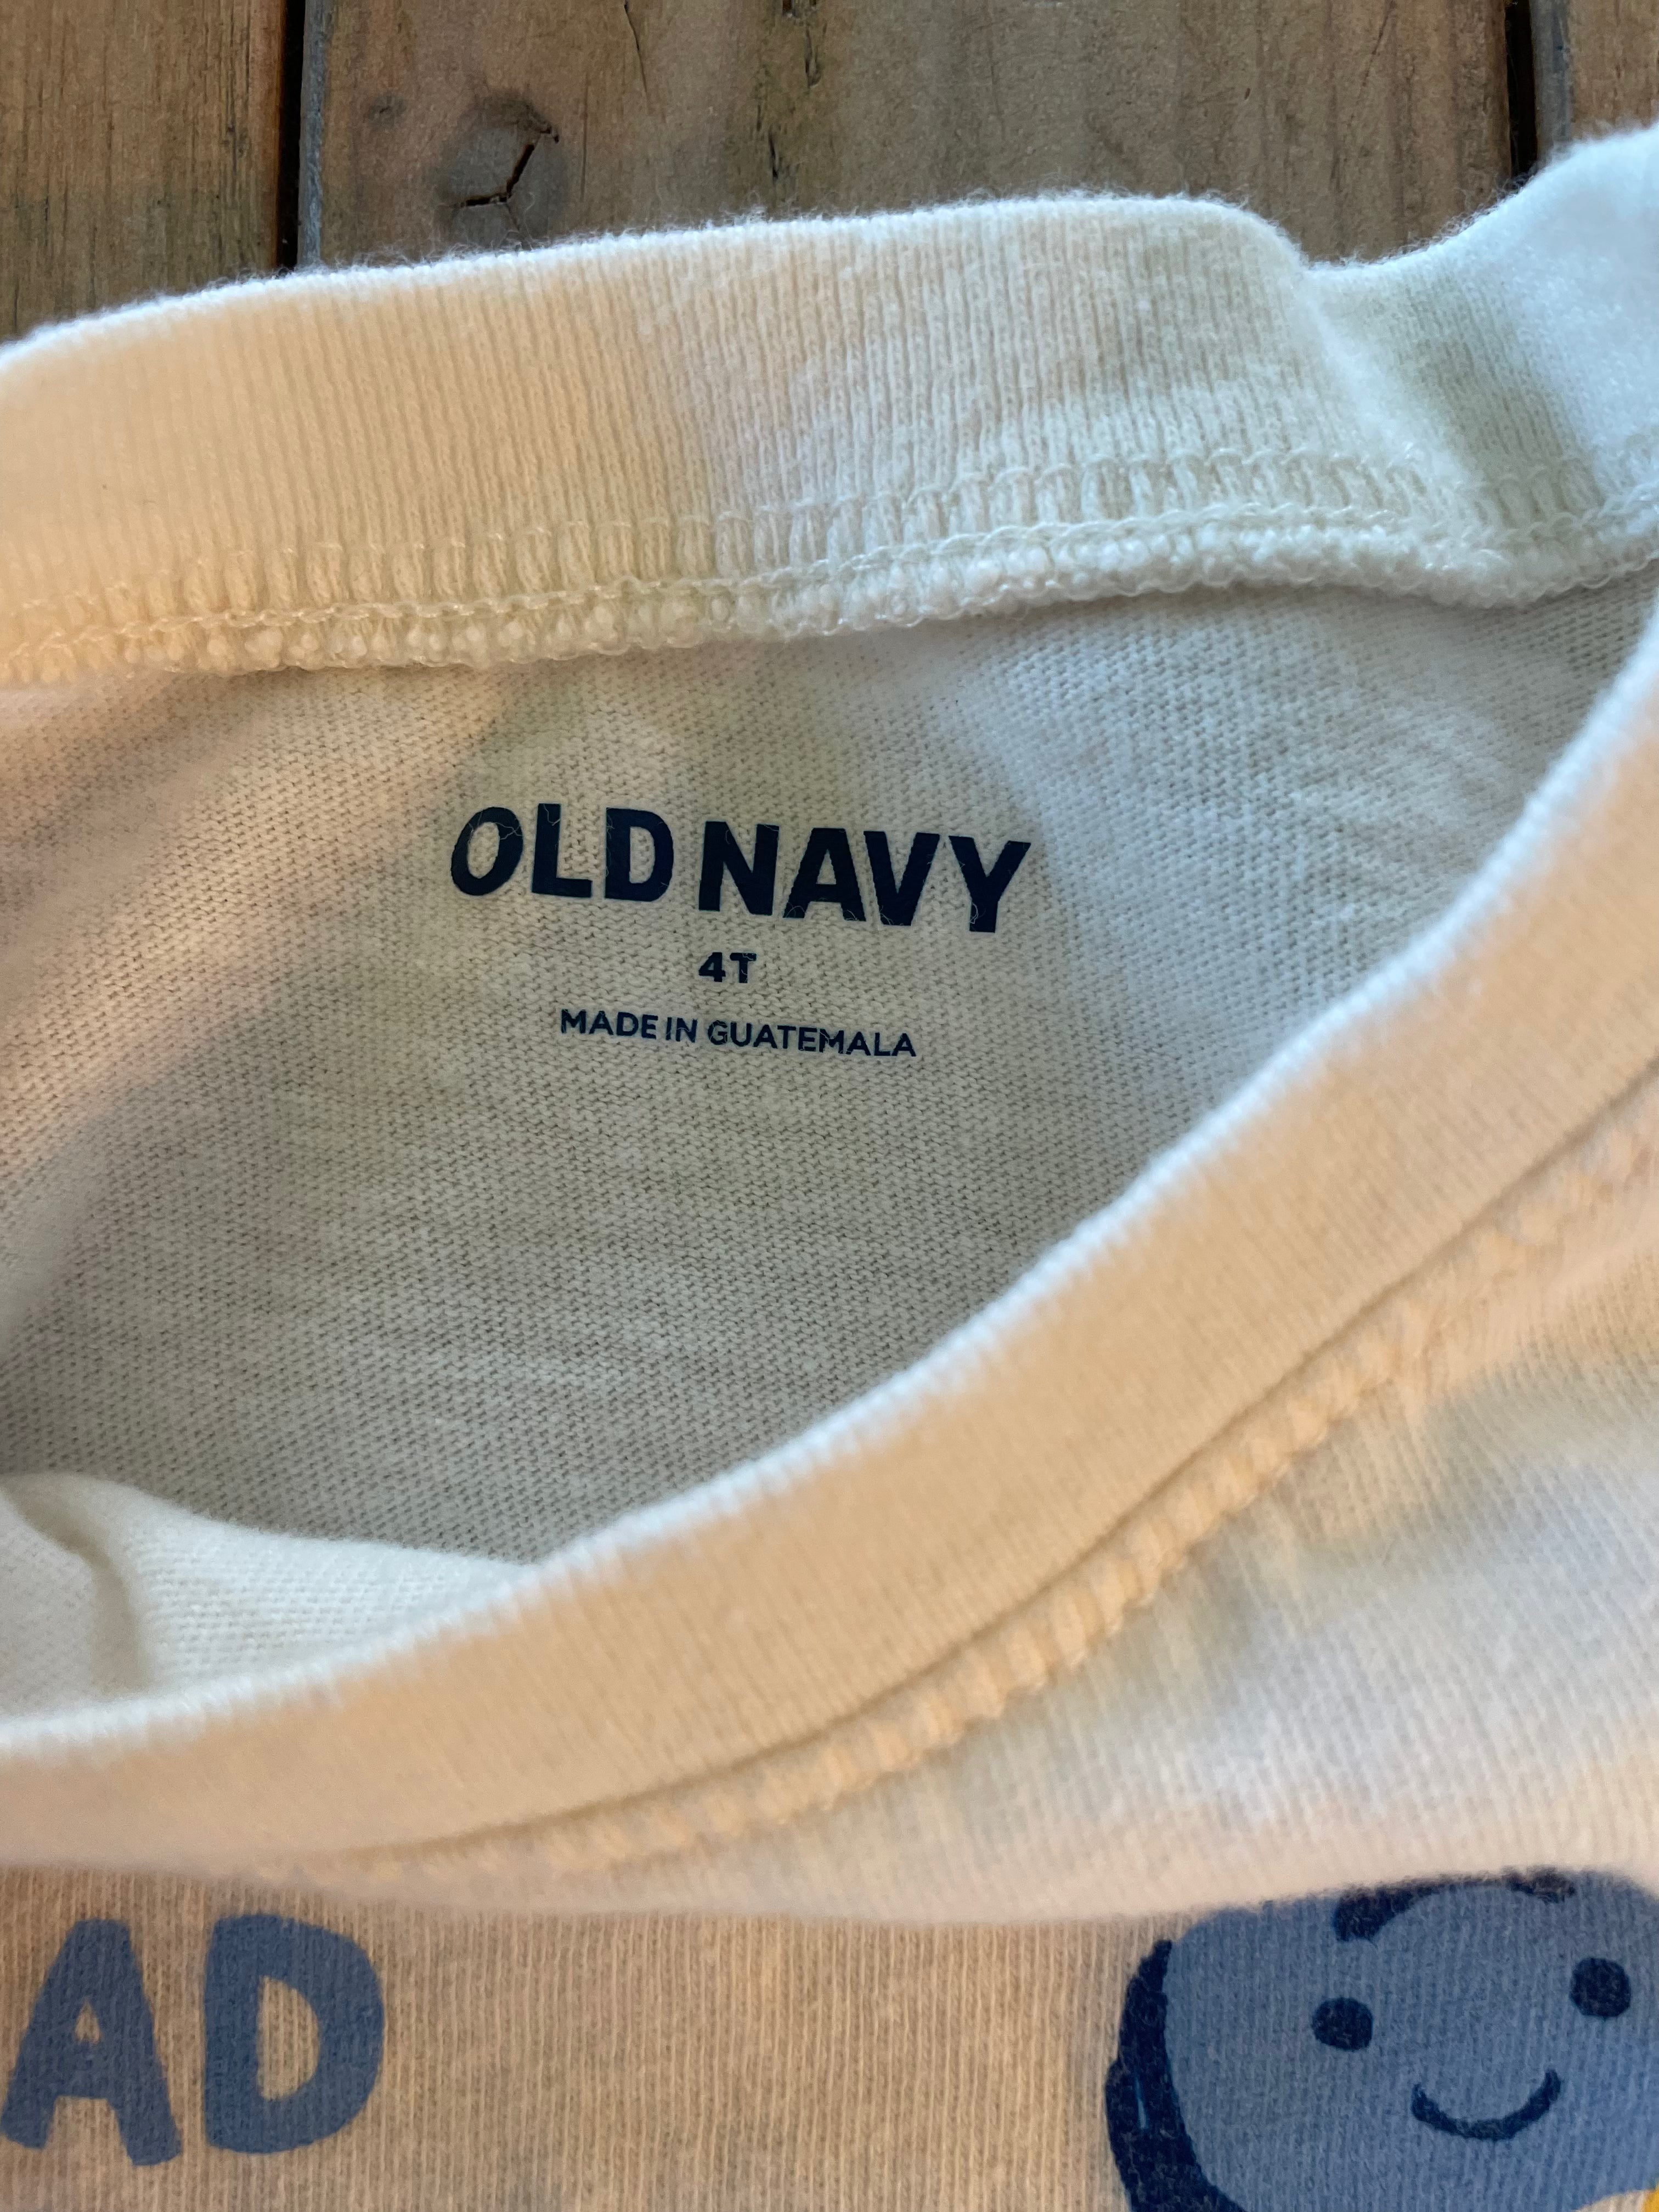 OLD NAVY
4T
MADE IN GUATEMALA
AD